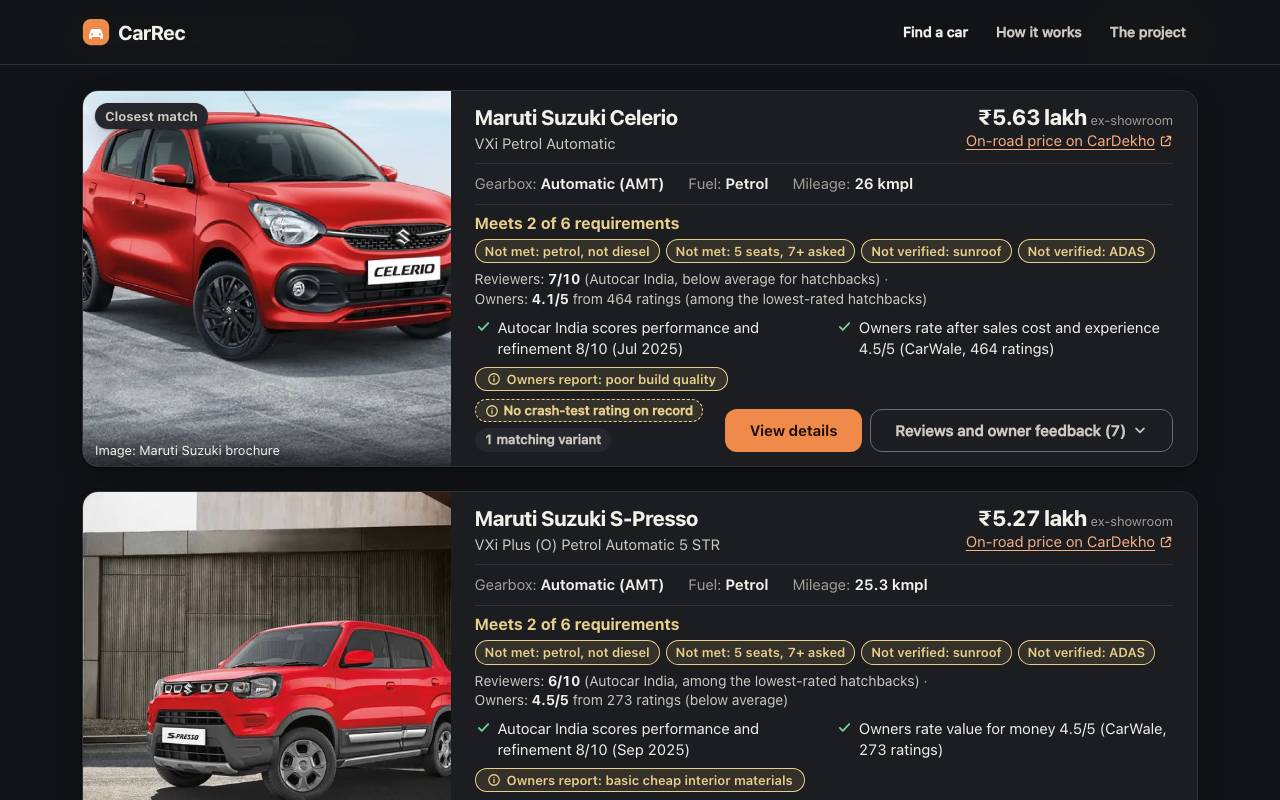 CarRec
Find a car
How it works
The project
Closest match
CELERIO
Image: Maruti Suzuki brochure
Maruti Suzuki Celerio
VXi Petrol Automatic
₹5.63 lakh ex-showroom
On-road price on CarDekho
Gearbox: Automatic (AMT) Fuel: Petrol Mileage: 26 kmpl
Meets 2 of 6 requirements
Not met: petrol, not diesel
Not met: 5 seats, 7+ asked
Not verified: sunroof
Not verified: ADAS
Reviewers: 7/10 (Autocar India, below average for hatchbacks) ·
Owners: 4.1/5 from 464 ratings (among the lowest-rated hatchbacks)
Autocar India scores performance and
refinement 8/10 (Jul 2025)
Owners rate after sales cost and experience
4.5/5 (CarWale, 464 ratings)
Owners report: poor build quality
No crash-test rating on record
1 matching variant
View details
Reviews and owner feedback (7)
S-PRESSO
Maruti Suzuki S-Presso
VXi Plus (O) Petrol Automatic 5 STR
₹5.27 lakh ex-showroom
On-road price on CarDekho
Gearbox: Automatic (AMT) Fuel: Petrol Mileage: 25.3 kmpl
Meets 2 of 6 requirements
Not met: petrol, not diesel
Not met: 5 seats, 7+ asked
Not verified: sunroof
Not verified: ADAS
Reviewers: 6/10 (Autocar India, among the lowest-rated hatchbacks) ·
Owners: 4.5/5 from 273 ratings (below average)
Autocar India scores performance and
refinement 8/10 (Sep 2025)
Owners rate value for money 4.5/5 (CarWale,
273 ratings)
Owners report: basic cheap interior materials